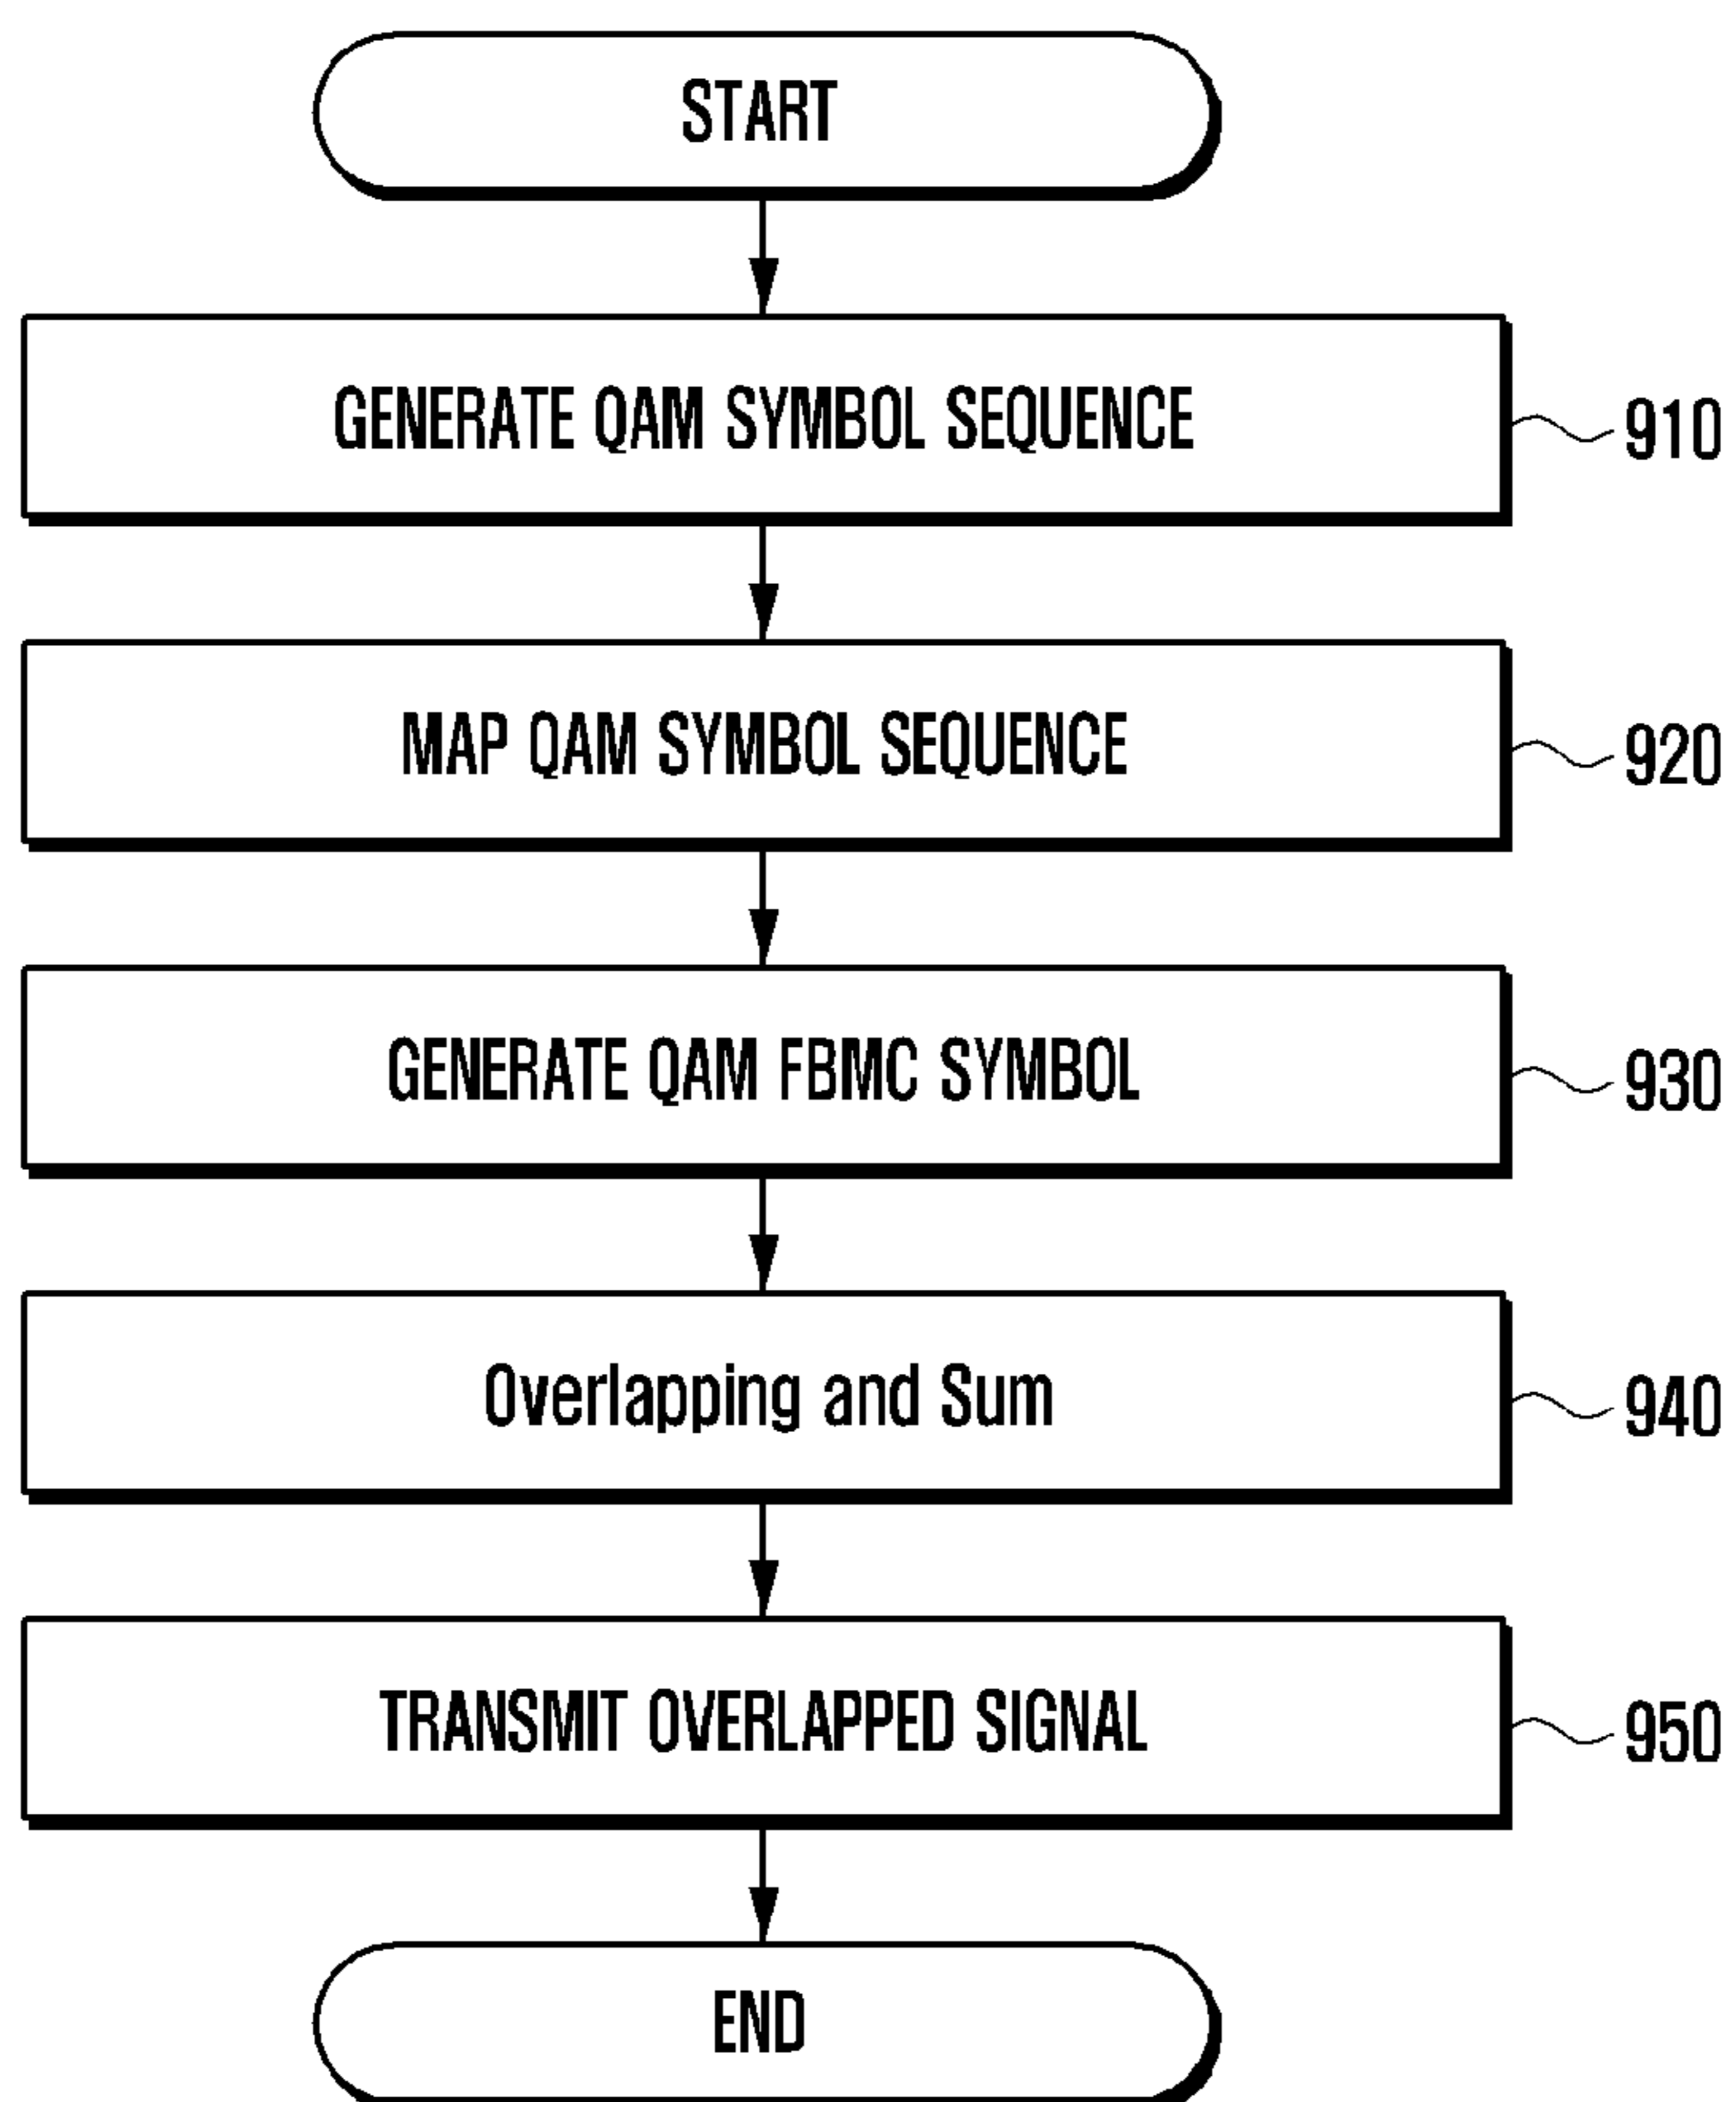 START
GENERATE QAM SYMBOL SEQUENCE
910
MAP QAM SYMBOL SEQUENCE
920
GENERATE QAM FBMC SYMBOL
930
Overlapping and Sum
940
TRANSMIT OVERLAPPED SIGNAL
950
END